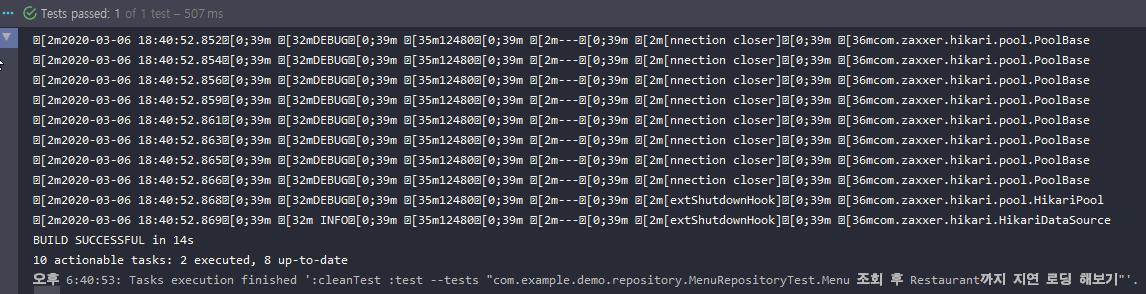 Tests passed: 1 of 1 test – 507 ms
⍰[2m2020-03-06 18:40:52.852⍰[0;39m ⍰[32mDEBUG⍰[0;39m ⍰[35m12480⍰[0;39m ⍰[2m---⍰[0;39m ⍰[2m[nnection closer]⍰[0;39m ⍰[36mcom.zaxxer.hikari.pool.PoolBase
⍰[2m2020-03-06 18:40:52.854⍰[0;39m ⍰[32mDEBUG⍰[0;39m ⍰[35m12480⍰[0;39m ⍰[2m---⍰[0;39m ⍰[2m[nnection closer]⍰[0;39m ⍰[36mcom.zaxxer.hikari.pool.PoolBase
⍰[2m2020-03-06 18:40:52.856⍰[0;39m ⍰[32mDEBUG⍰[0;39m ⍰[35m12480⍰[0;39m ⍰[2m---⍰[0;39m ⍰[2m[nnection closer]⍰[0;39m ⍰[36mcom.zaxxer.hikari.pool.PoolBase
⍰[2m2020-03-06 18:40:52.859⍰[0;39m ⍰[32mDEBUG⍰[0;39m ⍰[35m12480⍰[0;39m ⍰[2m---⍰[0;39m ⍰[2m[nnection closer]⍰[0;39m ⍰[36mcom.zaxxer.hikari.pool.PoolBase
⍰[2m2020-03-06 18:40:52.861⍰[0;39m ⍰[32mDEBUG⍰[0;39m ⍰[35m12480⍰[0;39m ⍰[2m---⍰[0;39m ⍰[2m[nnection closer]⍰[0;39m ⍰[36mcom.zaxxer.hikari.pool.PoolBase
⍰[2m2020-03-06 18:40:52.863⍰[0;39m ⍰[32mDEBUG⍰[0;39m ⍰[35m12480⍰[0;39m ⍰[2m---⍰[0;39m ⍰[2m[nnection closer]⍰[0;39m ⍰[36mcom.zaxxer.hikari.pool.PoolBase
⍰[2m2020-03-06 18:40:52.865⍰[0;39m ⍰[32mDEBUG⍰[0;39m ⍰[35m12480⍰[0;39m ⍰[2m---⍰[0;39m ⍰[2m[nnection closer]⍰[0;39m ⍰[36mcom.zaxxer.hikari.pool.PoolBase
⍰[2m2020-03-06 18:40:52.866⍰[0;39m ⍰[32mDEBUG⍰[0;39m ⍰[35m12480⍰[0;39m ⍰[2m---⍰[0;39m ⍰[2m[nnection closer]⍰[0;39m ⍰[36mcom.zaxxer.hikari.pool.PoolBase
⍰[2m2020-03-06 18:40:52.868⍰[0;39m ⍰[32mDEBUG⍰[0;39m ⍰[35m12480⍰[0;39m ⍰[2m---⍰[0;39m ⍰[2m[extShutdownHook]⍰[0;39m ⍰[36mcom.zaxxer.hikari.pool.HikariPool
⍰[2m2020-03-06 18:40:52.869⍰[0;39m ⍰[32m INFO⍰[0;39m ⍰[35m12480⍰[0;39m ⍰[2m---⍰[0;39m ⍰[2m[extShutdownHook]⍰[0;39m ⍰[36mcom.zaxxer.hikari.HikariDataSource
BUILD SUCCESSFUL in 14s
10 actionable tasks: 2 executed, 8 up-to-date
오후 6:40:53: Tasks execution finished ':cleanTest :test --tests "com.example.demo.repository.MenuRepositoryTest.Menu 조회 후 Restaurant까지 지연 로딩 해보기"'.